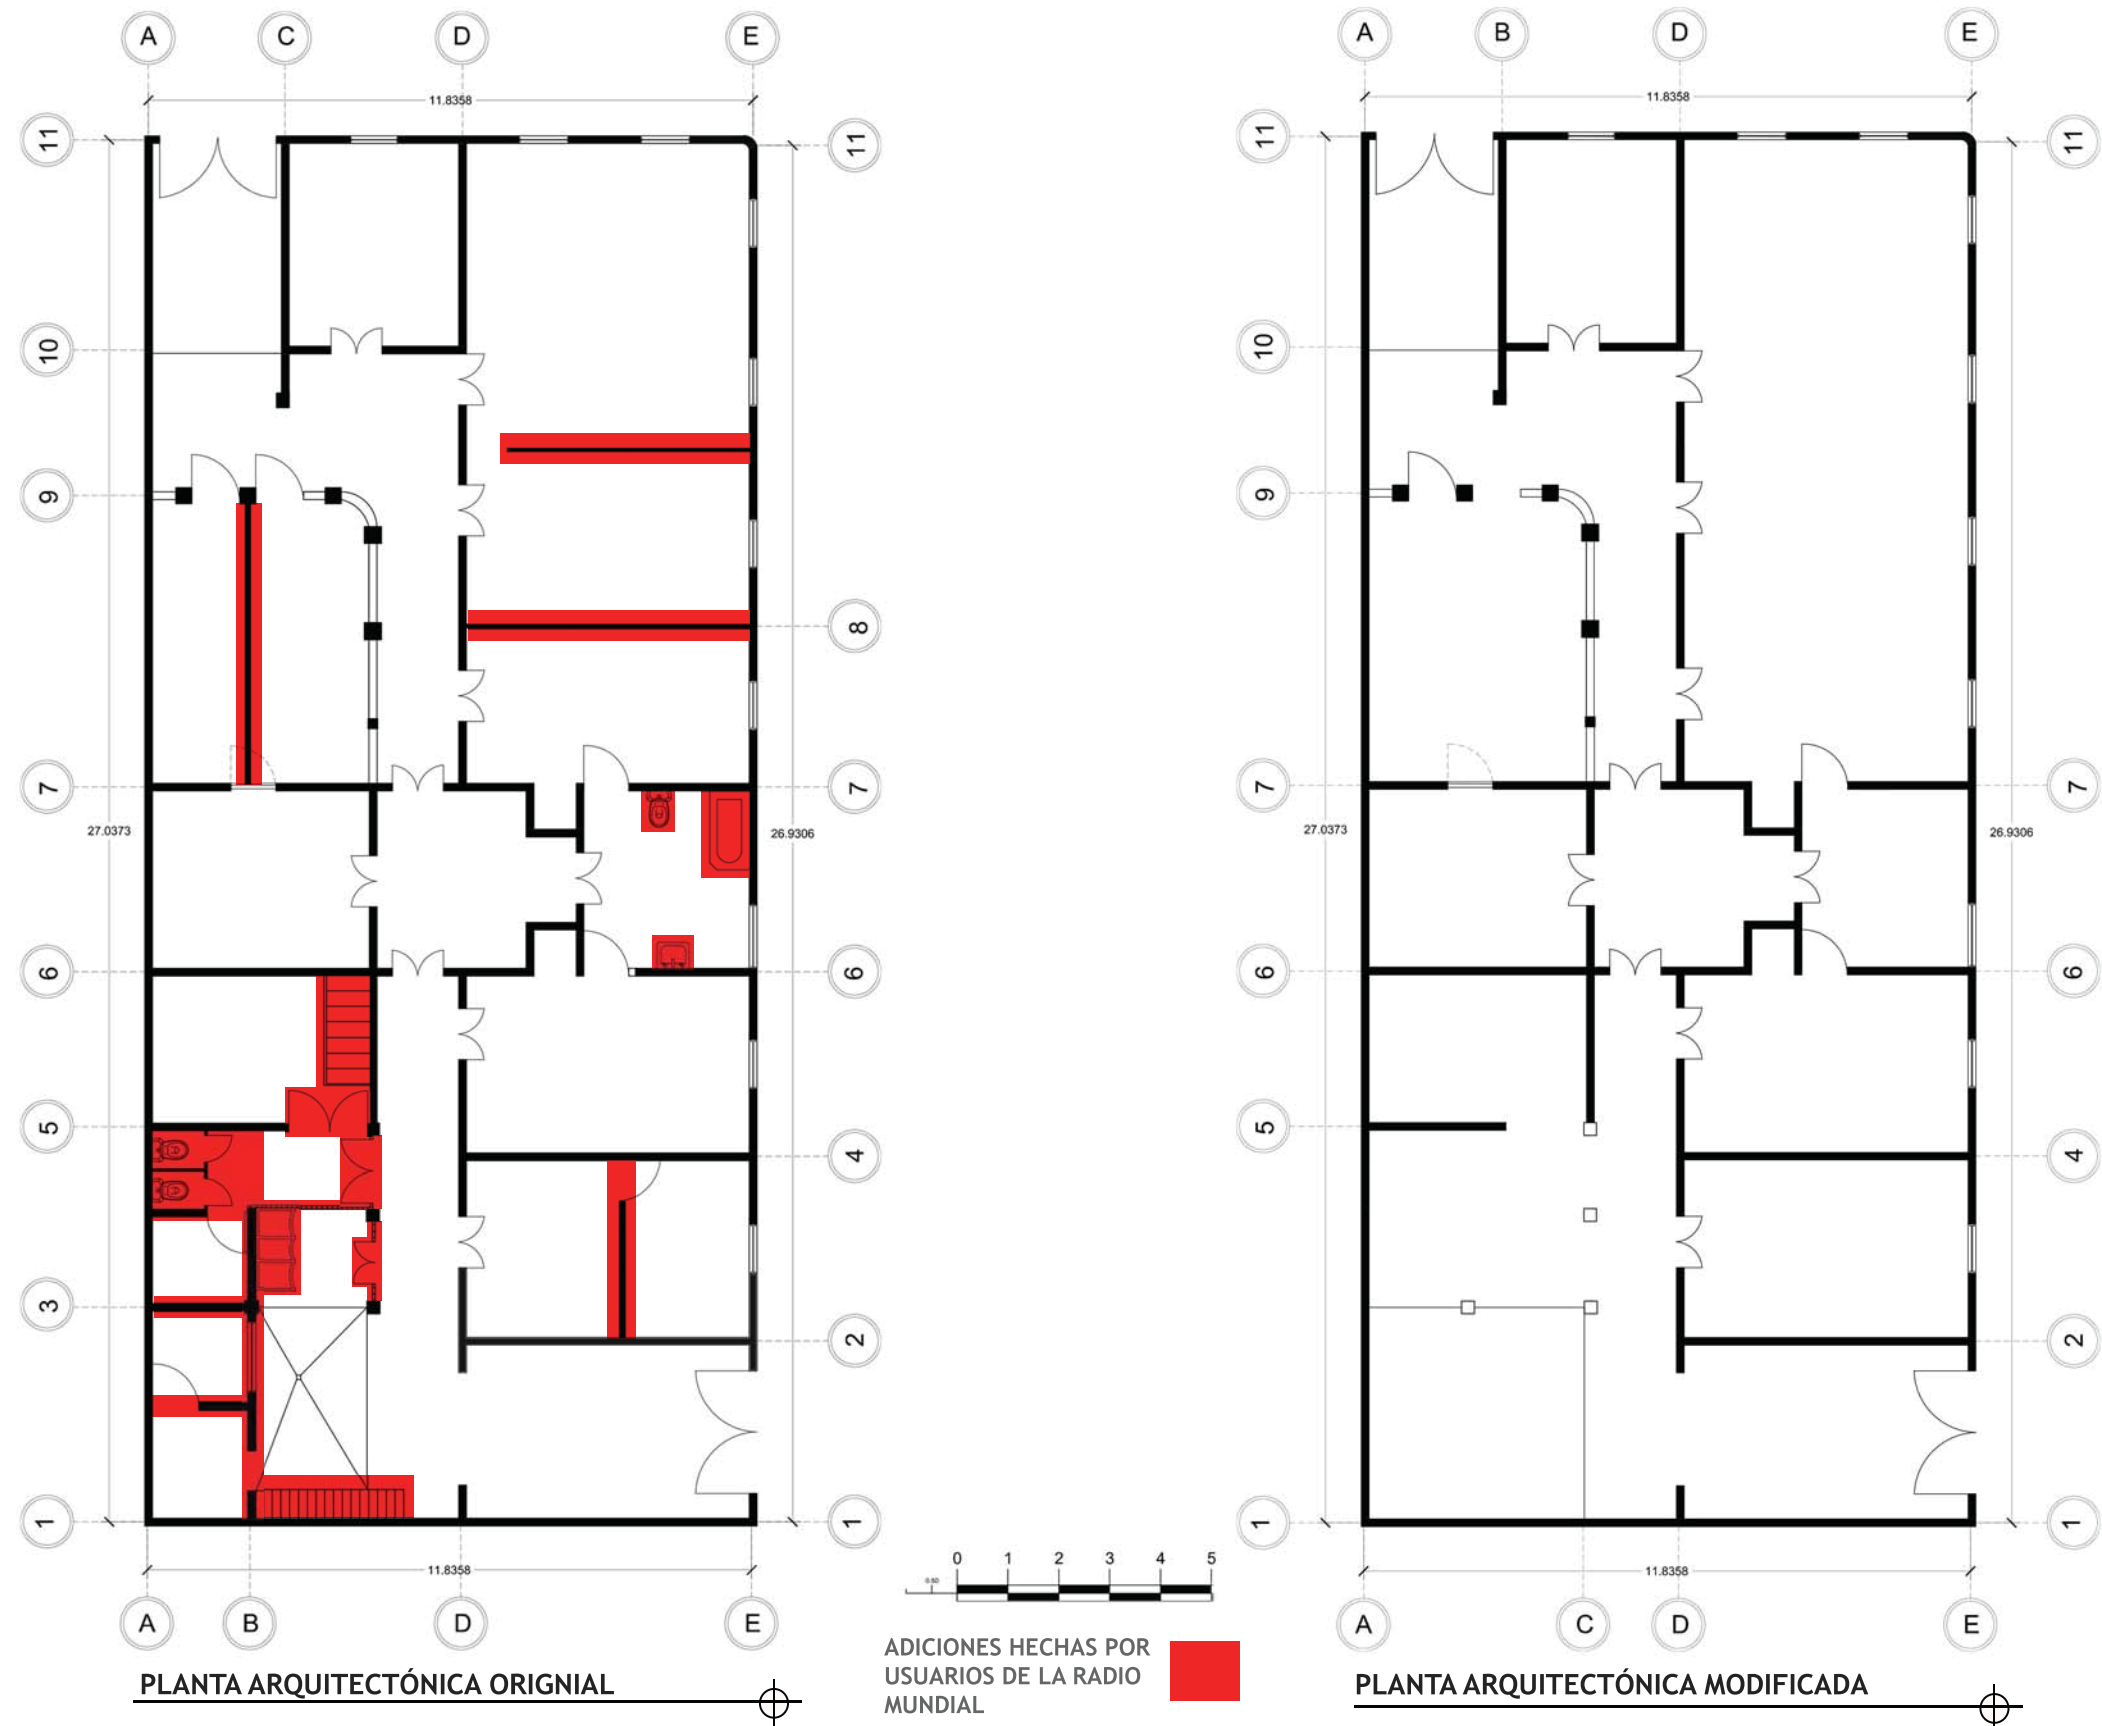 A C D E
A B D E
11.8358
11.8358
11 11
11 11
10
10
9
9
8
7 7
7 7
27.0373
26.9306
27.0373
26.9306
6 6
6 6
5
5
4
4
3
2
2
1 1
1 1
0 1 2 3 4 5
0.50
11.8358
11.8358
A B D E
A C D E
ADICIONES HECHAS POR
USUARIOS DE LA RADIO
MUNDIAL
PLANTA ARQUITECTÓNICA ORIGNIAL
PLANTA ARQUITECTÓNICA MODIFICADA